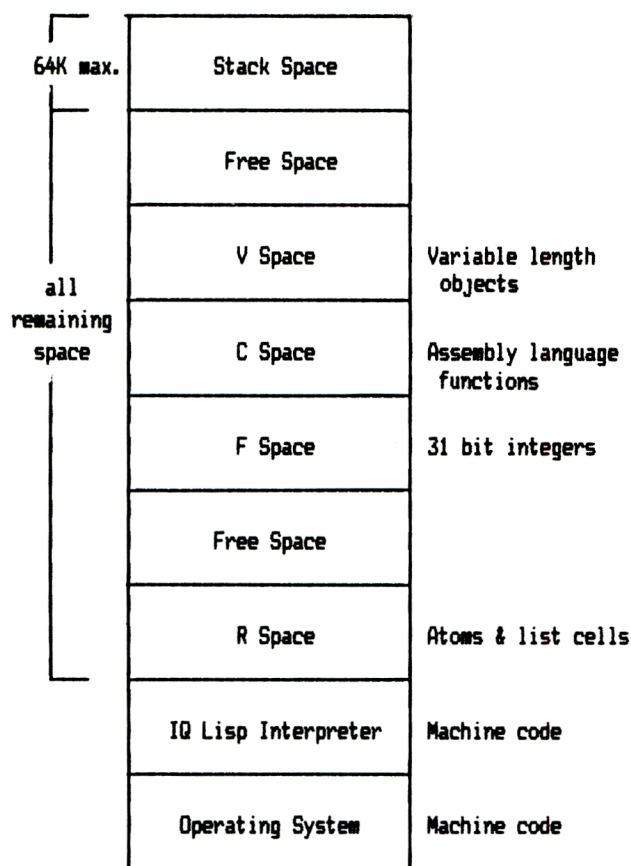 64K max.
Stack Space
Free Space
V Space
Variable length
objects
all
remaining
space
C Space
Assembly language
functions
F Space
31 bit integers
Free Space
R Space
Atoms & list cells
IQ Lisp Interpreter
Machine code
Operating System
Machine code